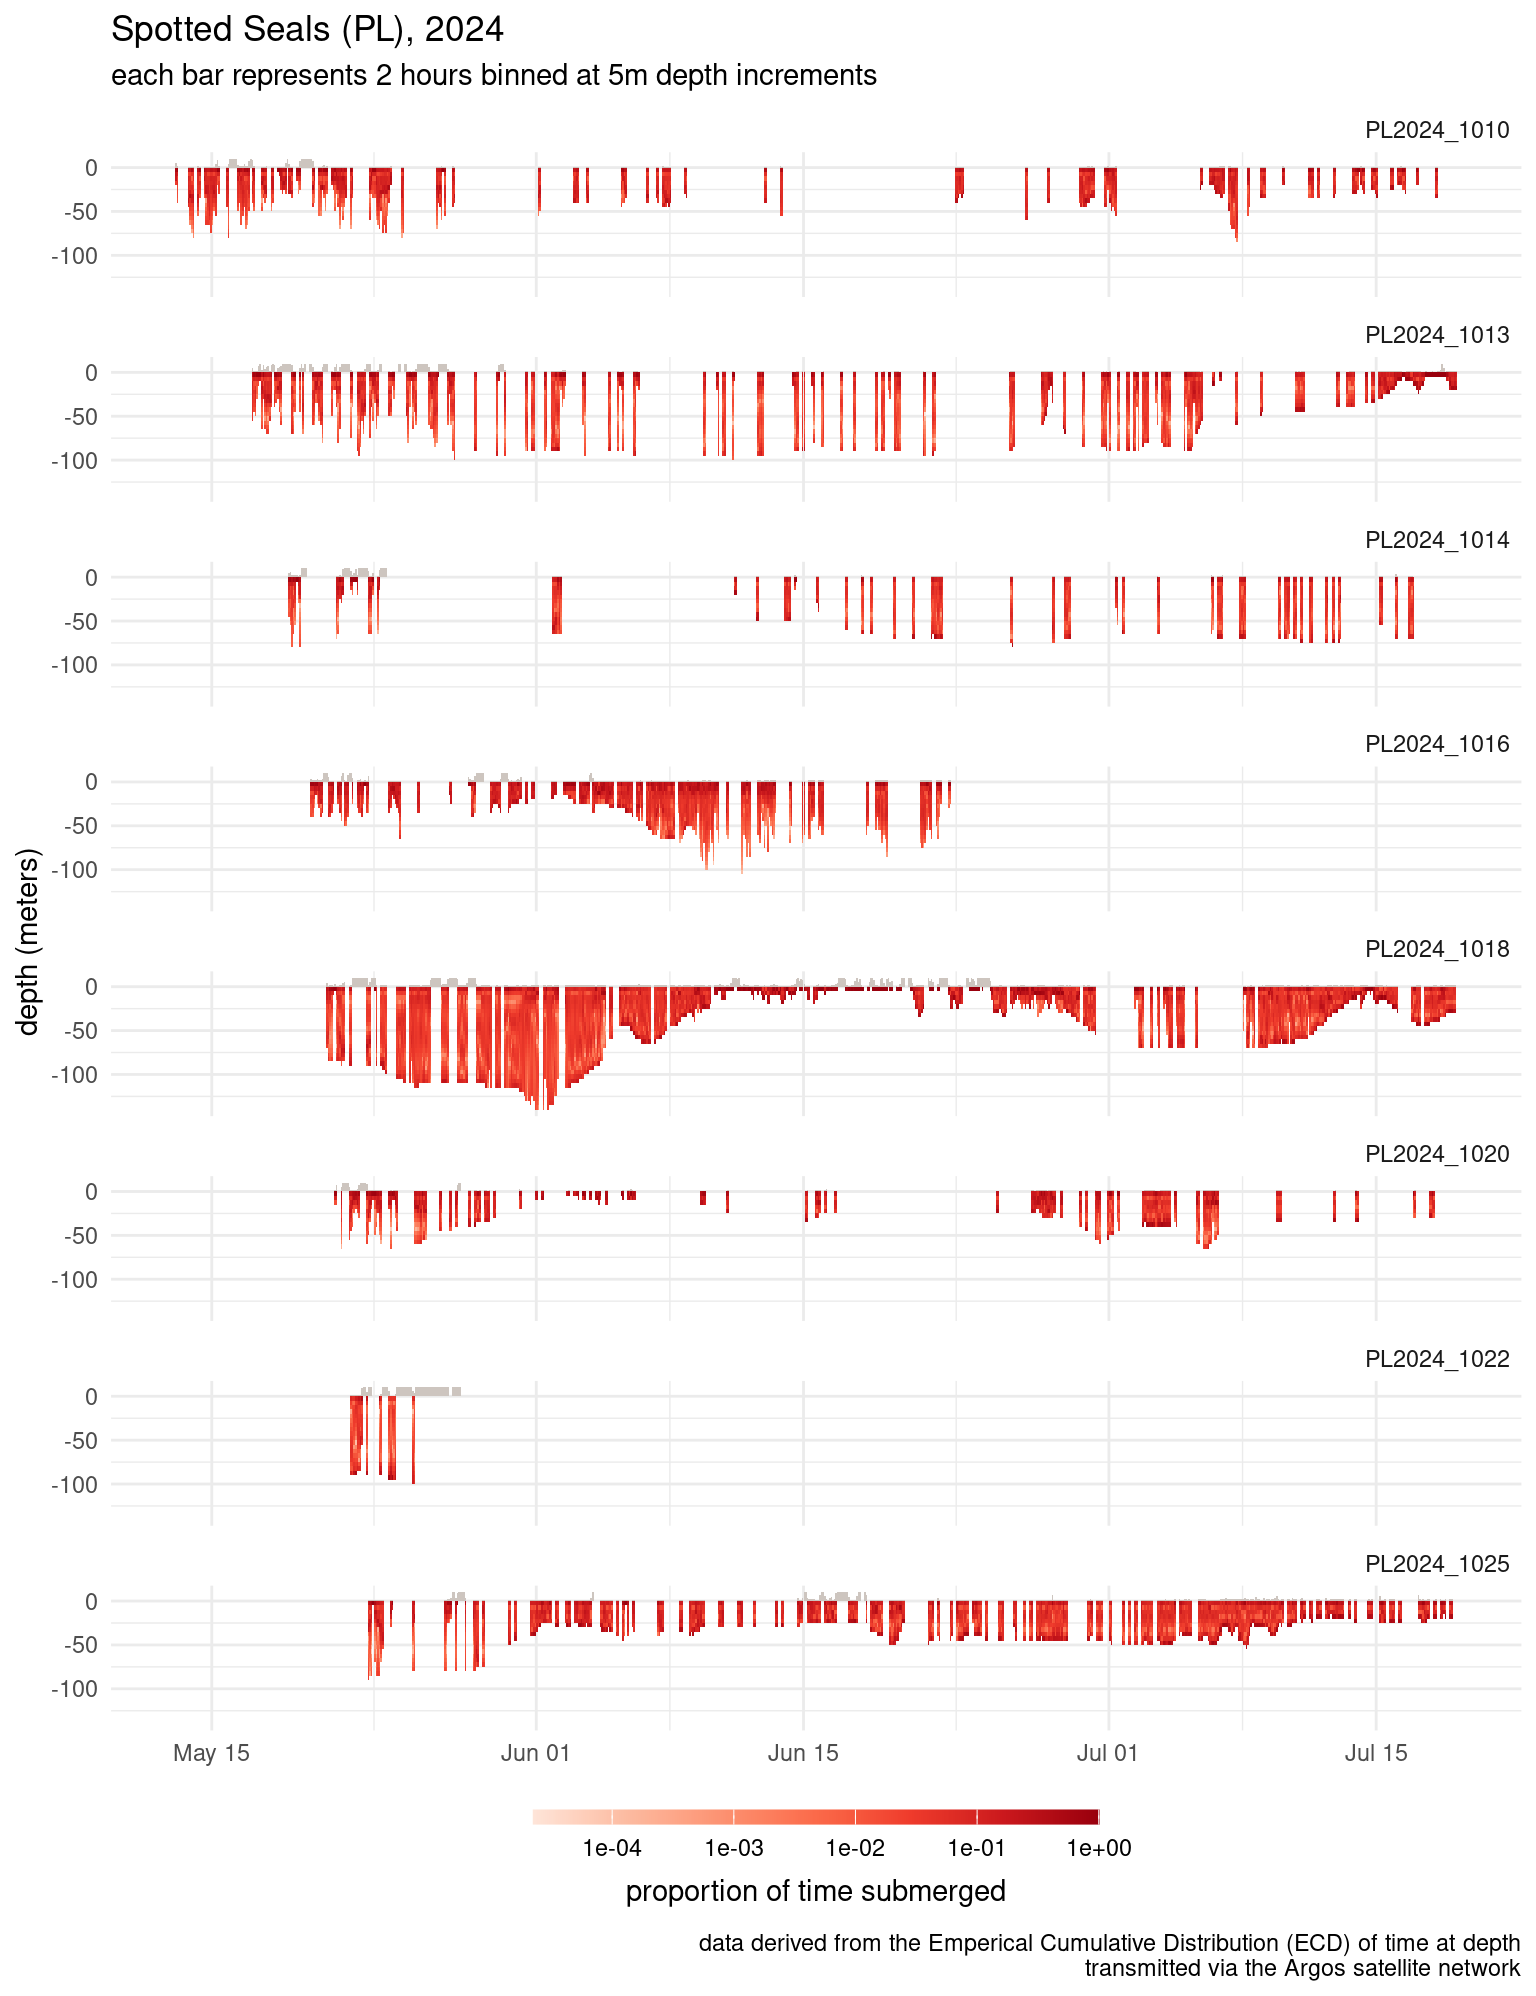 Spotted Seals (PL), 2024
each bar represents 2 hours binned at 5m depth increments
PL2024_1010
0
-50
-100
PL2024_1013
0
-50
-100
PL2024_1014
0
-50
-100
PL2024_1016
0
-50
-100
depth (meters)
PL2024_1018
0
-50
-100
PL2024_1020
0
-50
-100
PL2024_1022
0
-50
-100
PL2024_1025
0
-50
-100
May 15 Jun 01 Jun 15 Jul 01 Jul 15
1e-04 1e-03 1e-02 1e-01 1e+00
proportion of time submerged
data derived from the Emperical Cumulative Distribution (ECD) of time at depth
transmitted via the Argos satellite network